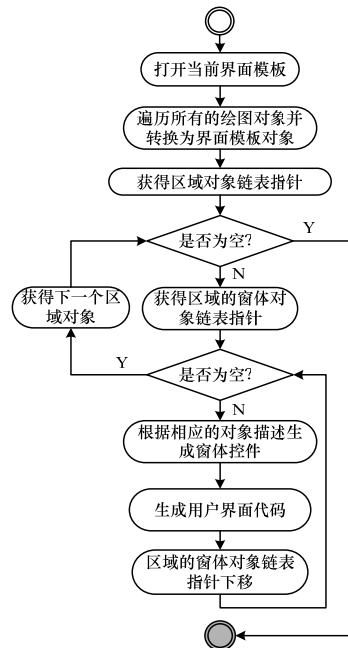 打开当前界面模板
遍历所有的绘图对象并
转换为界面模板对象
获得区域对象链表指针
是否为空?
Y
N
获得下一个区
域对象
获得区域的窗体对
象链表指针
Y
是否为空?
N
根据相应的对象描述生
成窗体控件
生成用户界面代码
区域的窗体对象链表
指针下移